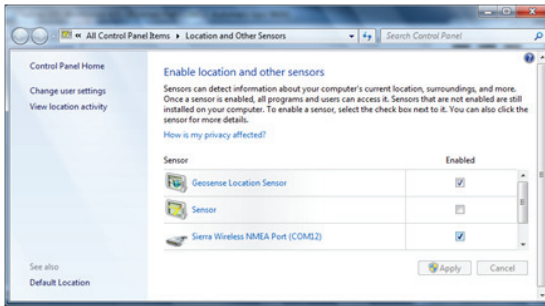 « All Control Panel Items ▸ Location and Other Sensors
Search Control Panel
Control Panel Home
Change user settings
View location activity
See also
Default Location
Enable location and other sensors
Sensors can detect information about your computer's current location, surroundings, and more.
Once a sensor is enabled, all programs and users can access it. Sensors that are not enabled are still
installed on your computer. To enable a sensor, select the check box next to it. You can also click the
sensor for more details.
How is my privacy affected?
Sensor Enabled
Geosense Location Sensor
Sensor
Sierra Wireless NMEA Port (COM12)
Apply Cancel